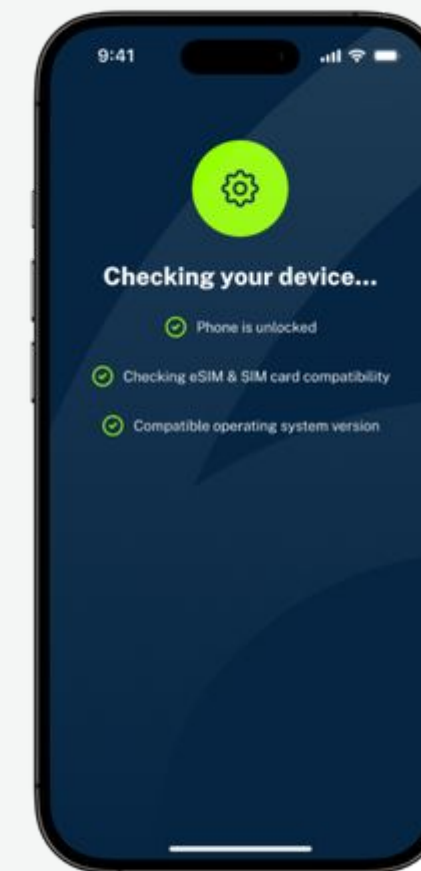 9:41
Checking your device...
Phone is unlocked
Checking eSIM & SIM card compatibility
Compatible operating system version